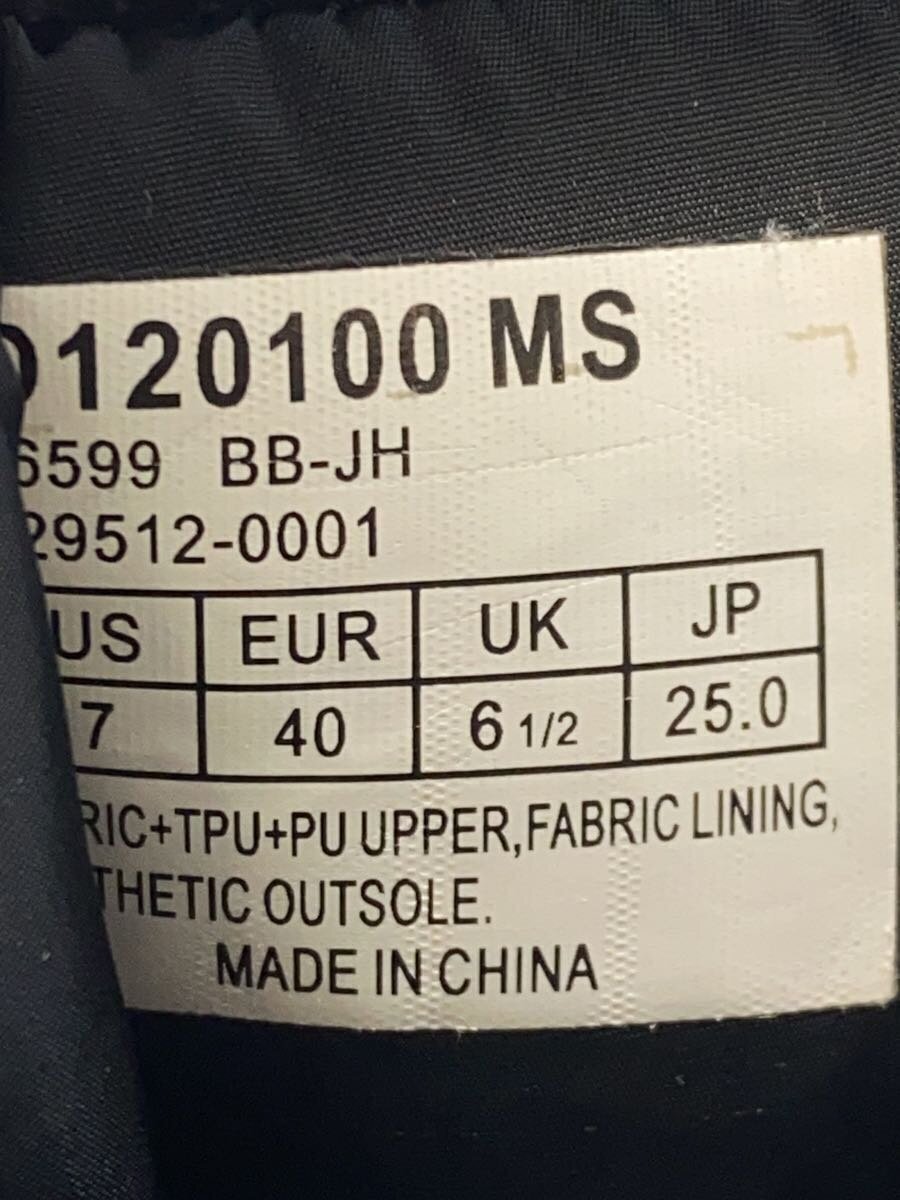 120100 MS
6599 BB-JH
29512-0001
US EUR UK JP
7 40 6 1/2 25.0
RIC+TPU+PU UPPER,FABRIC LINING,
THETIC OUTSOLE.
MADE IN CHINA